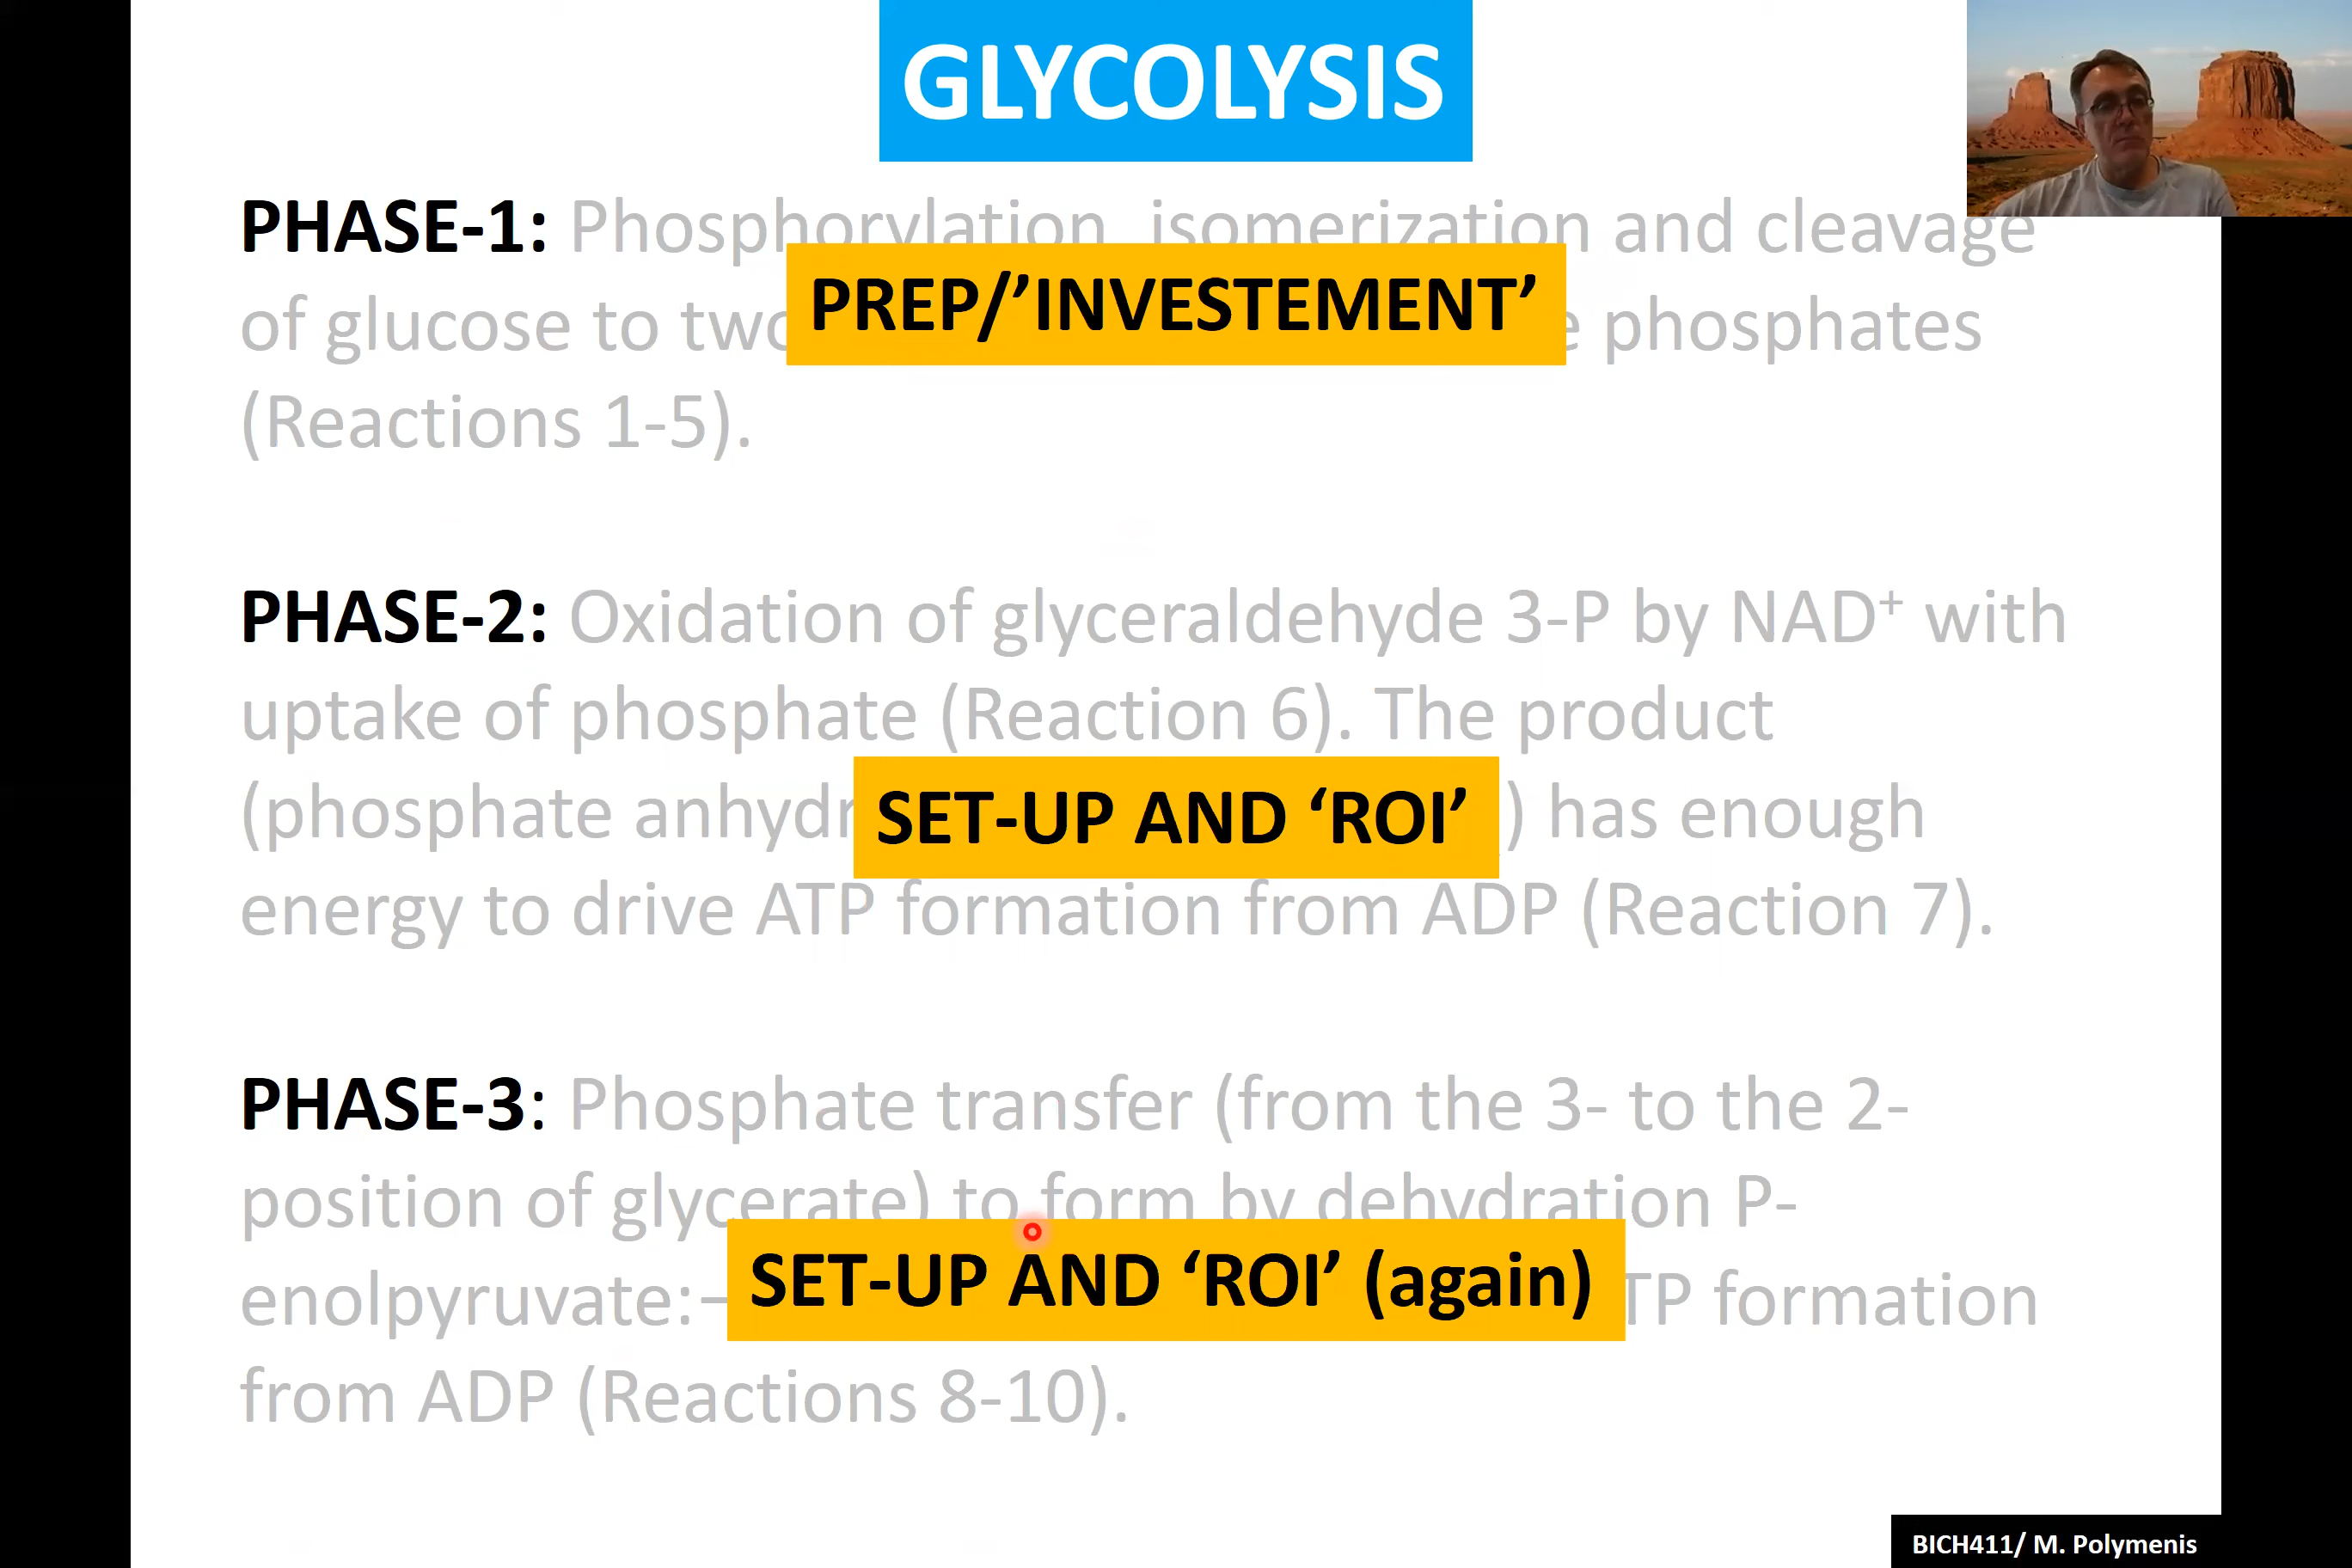 GLYCOLYSIS
PHASE-1: Phosphorylation, isomerization and cleavage
PREP/’INVESTEMENT’
of glucose to two phosphates
(Reactions 1-5).
PHASE-2: Oxidation of glyceraldehyde 3-P by NAD⁺ with
uptake of phosphate (Reaction 6). The product
(phosphate ) has enough
SET-UP AND ‘ROI’
energy to drive ATP formation from ADP (Reaction 7).
PHASE-3: Phosphate transfer (from the 3- to the 2-
position of glycerate) to form by dehydration P-
enolpyruvate: formation
SET-UP AND ‘ROI’ (again)
from ADP (Reactions 8-10).
BICH411/ M. Polymenis